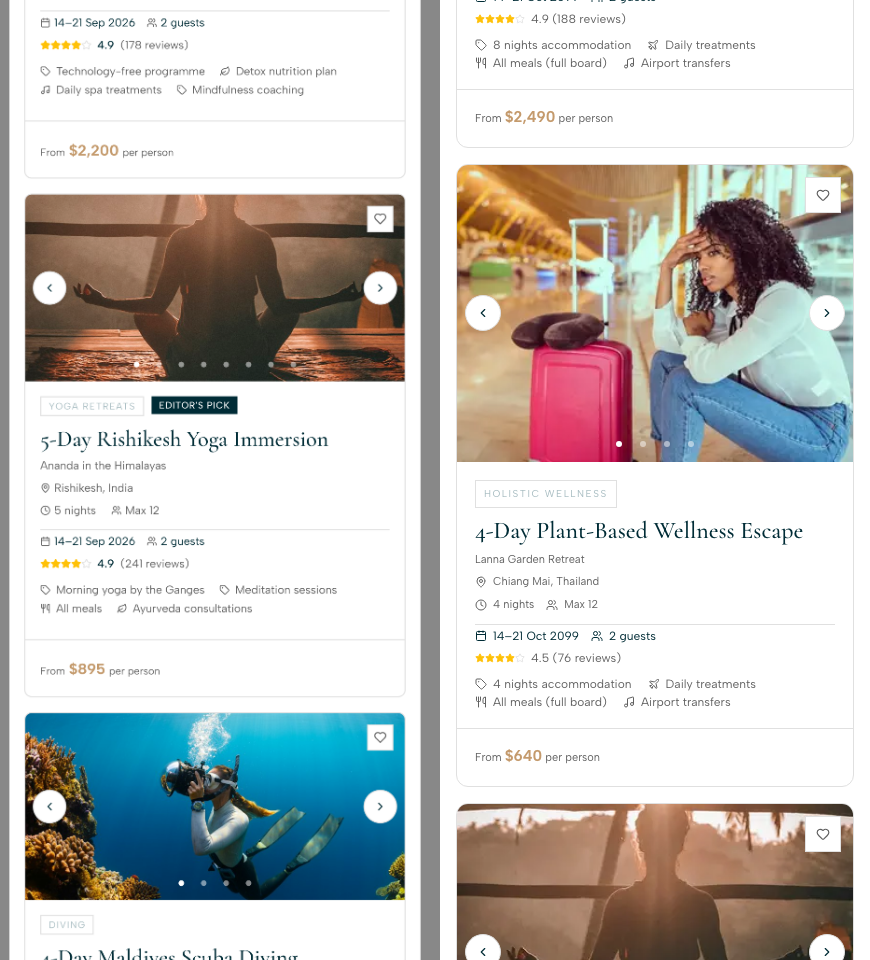 14–21 Sep 2026 2 guests
4.9 (178 reviews)
Technology-free programme Detox nutrition plan
Daily spa treatments Mindfulness coaching
From $2,200 per person
YOGA RETREATS EDITOR'S PICK
5-Day Rishikesh Yoga Immersion
Ananda in the Himalayas
Rishikesh, India
5 nights Max 12
14–21 Sep 2026 2 guests
4.9 (241 reviews)
Morning yoga by the Ganges Meditation sessions
All meals Ayurveda consultations
From $895 per person
DIVING
4-Day Maldives Scuba Diving
4.9 (188 reviews)
8 nights accommodation Daily treatments
All meals (full board) Airport transfers
From $2,490 per person
HOLISTIC WELLNESS
4-Day Plant-Based Wellness Escape
Lanna Garden Retreat
Chiang Mai, Thailand
4 nights Max 12
14–21 Oct 2099 2 guests
4.5 (76 reviews)
4 nights accommodation Daily treatments
All meals (full board) Airport transfers
From $640 per person